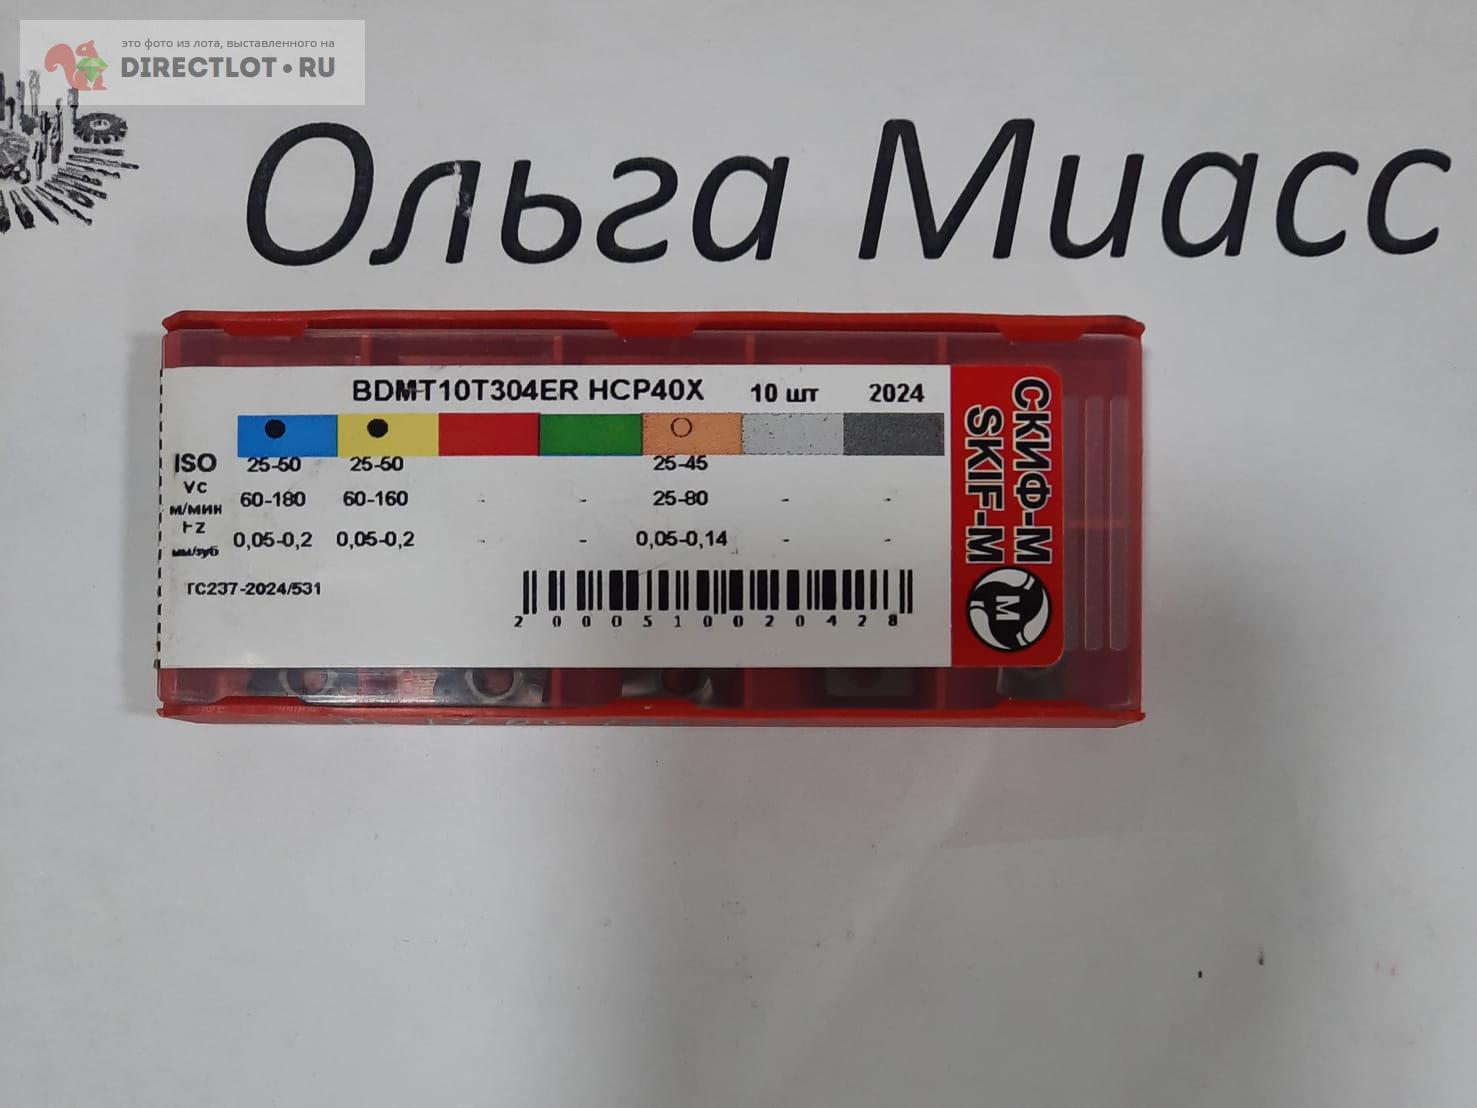 это фото из лота, выставленного на
DIRECTLOT•RU
Ольга Миасс
BDMT10T304ER HCP40X 10 шт 2024
ISO 25-50 25-50 25-45
Vc м/мин 60-180 60-160 - - 25-80 - -
Fz мм/зуб 0,05-0,2 0,05-0,2 - - 0,05-0,14 - -
ТС237-2024/531
2000510020428
СКИФ-М
SKIF-M
M